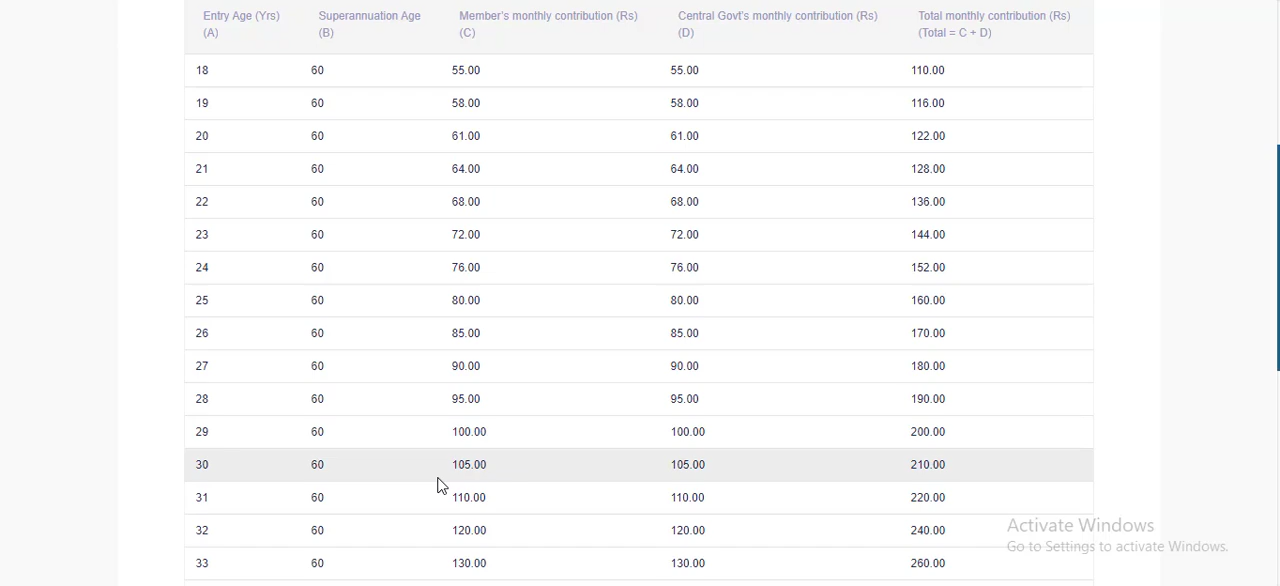 Entry Age (Yrs) Superannuation Age Member's monthly contribution (Rs) Central Govt's monthly contribution (Rs) Total monthly contribution (Rs)
(A) (B) (C) (D) (Total = C + D)
18 60 55.00 55.00 110.00
19 60 58.00 58.00 116.00
20 60 61.00 61.00 122.00
21 60 64.00 64.00 128.00
22 60 68.00 68.00 136.00
23 60 72.00 72.00 144.00
24 60 76.00 76.00 152.00
25 60 80.00 80.00 160.00
26 60 85.00 85.00 170.00
27 60 90.00 90.00 180.00
28 60 95.00 95.00 190.00
29 60 100.00 100.00 200.00
30 60 105.00 105.00 210.00
31 60 110.00 110.00 220.00
32 60 120.00 120.00 240.00
33 60 130.00 130.00 260.00
Activate Windows
Go to Settings to activate Windows.